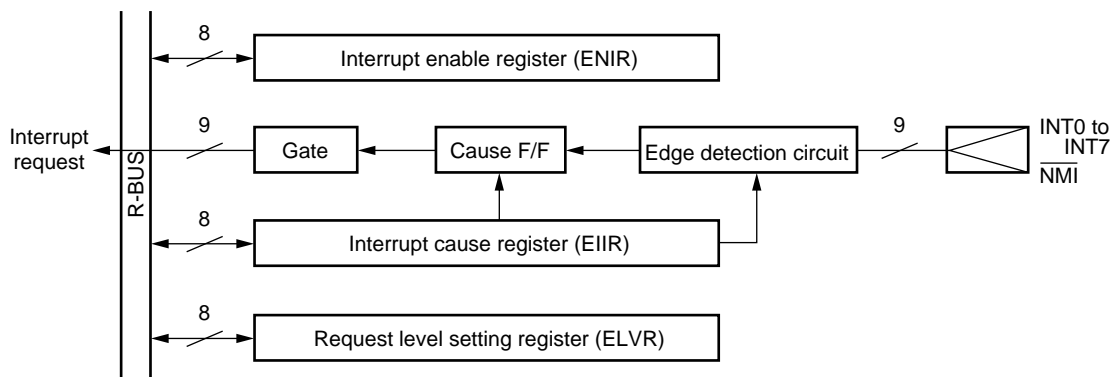 8
Interrupt enable register (ENIR)
Interrupt
request
9
Gate
Cause F/F
Edge detection circuit
9
INT0 to
INT7
NMI
R-BUS
8
Interrupt cause register (EIIR)
8
Request level setting register (ELVR)